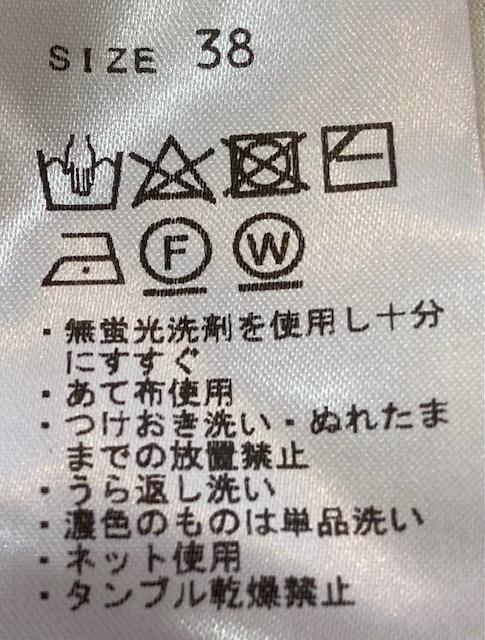 SIZE 38
F W
・無蛍光洗剤を使用し十分
にすすぐ
・あて布使用
・つけおき洗い・ぬれたま
までの放置禁止
・うら返し洗い
・濃色のものは単品洗い
・ネット使用
・タンブル乾燥禁止